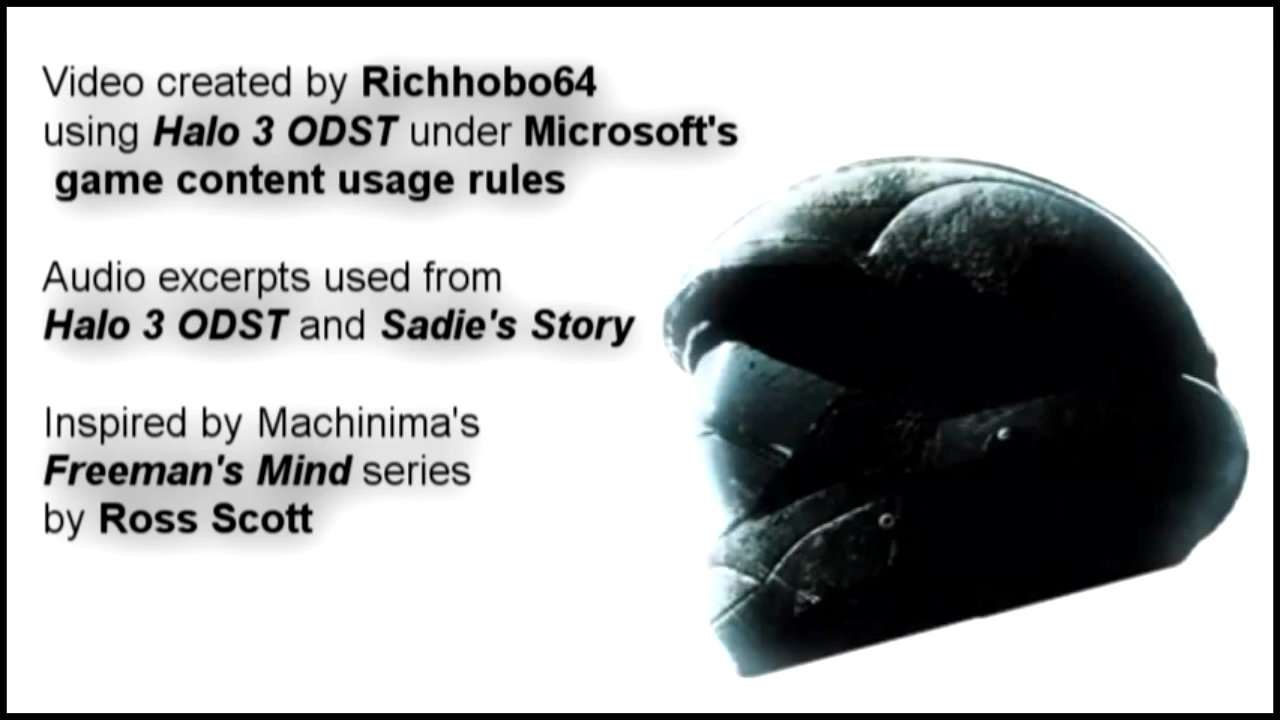 Video created by Richhobo64
using Halo 3 ODST under Microsoft's
game content usage rules
Audio excerpts used from
Halo 3 ODST and Sadie's Story
Inspired by Machinima's
Freeman's Mind series
by Ross Scott